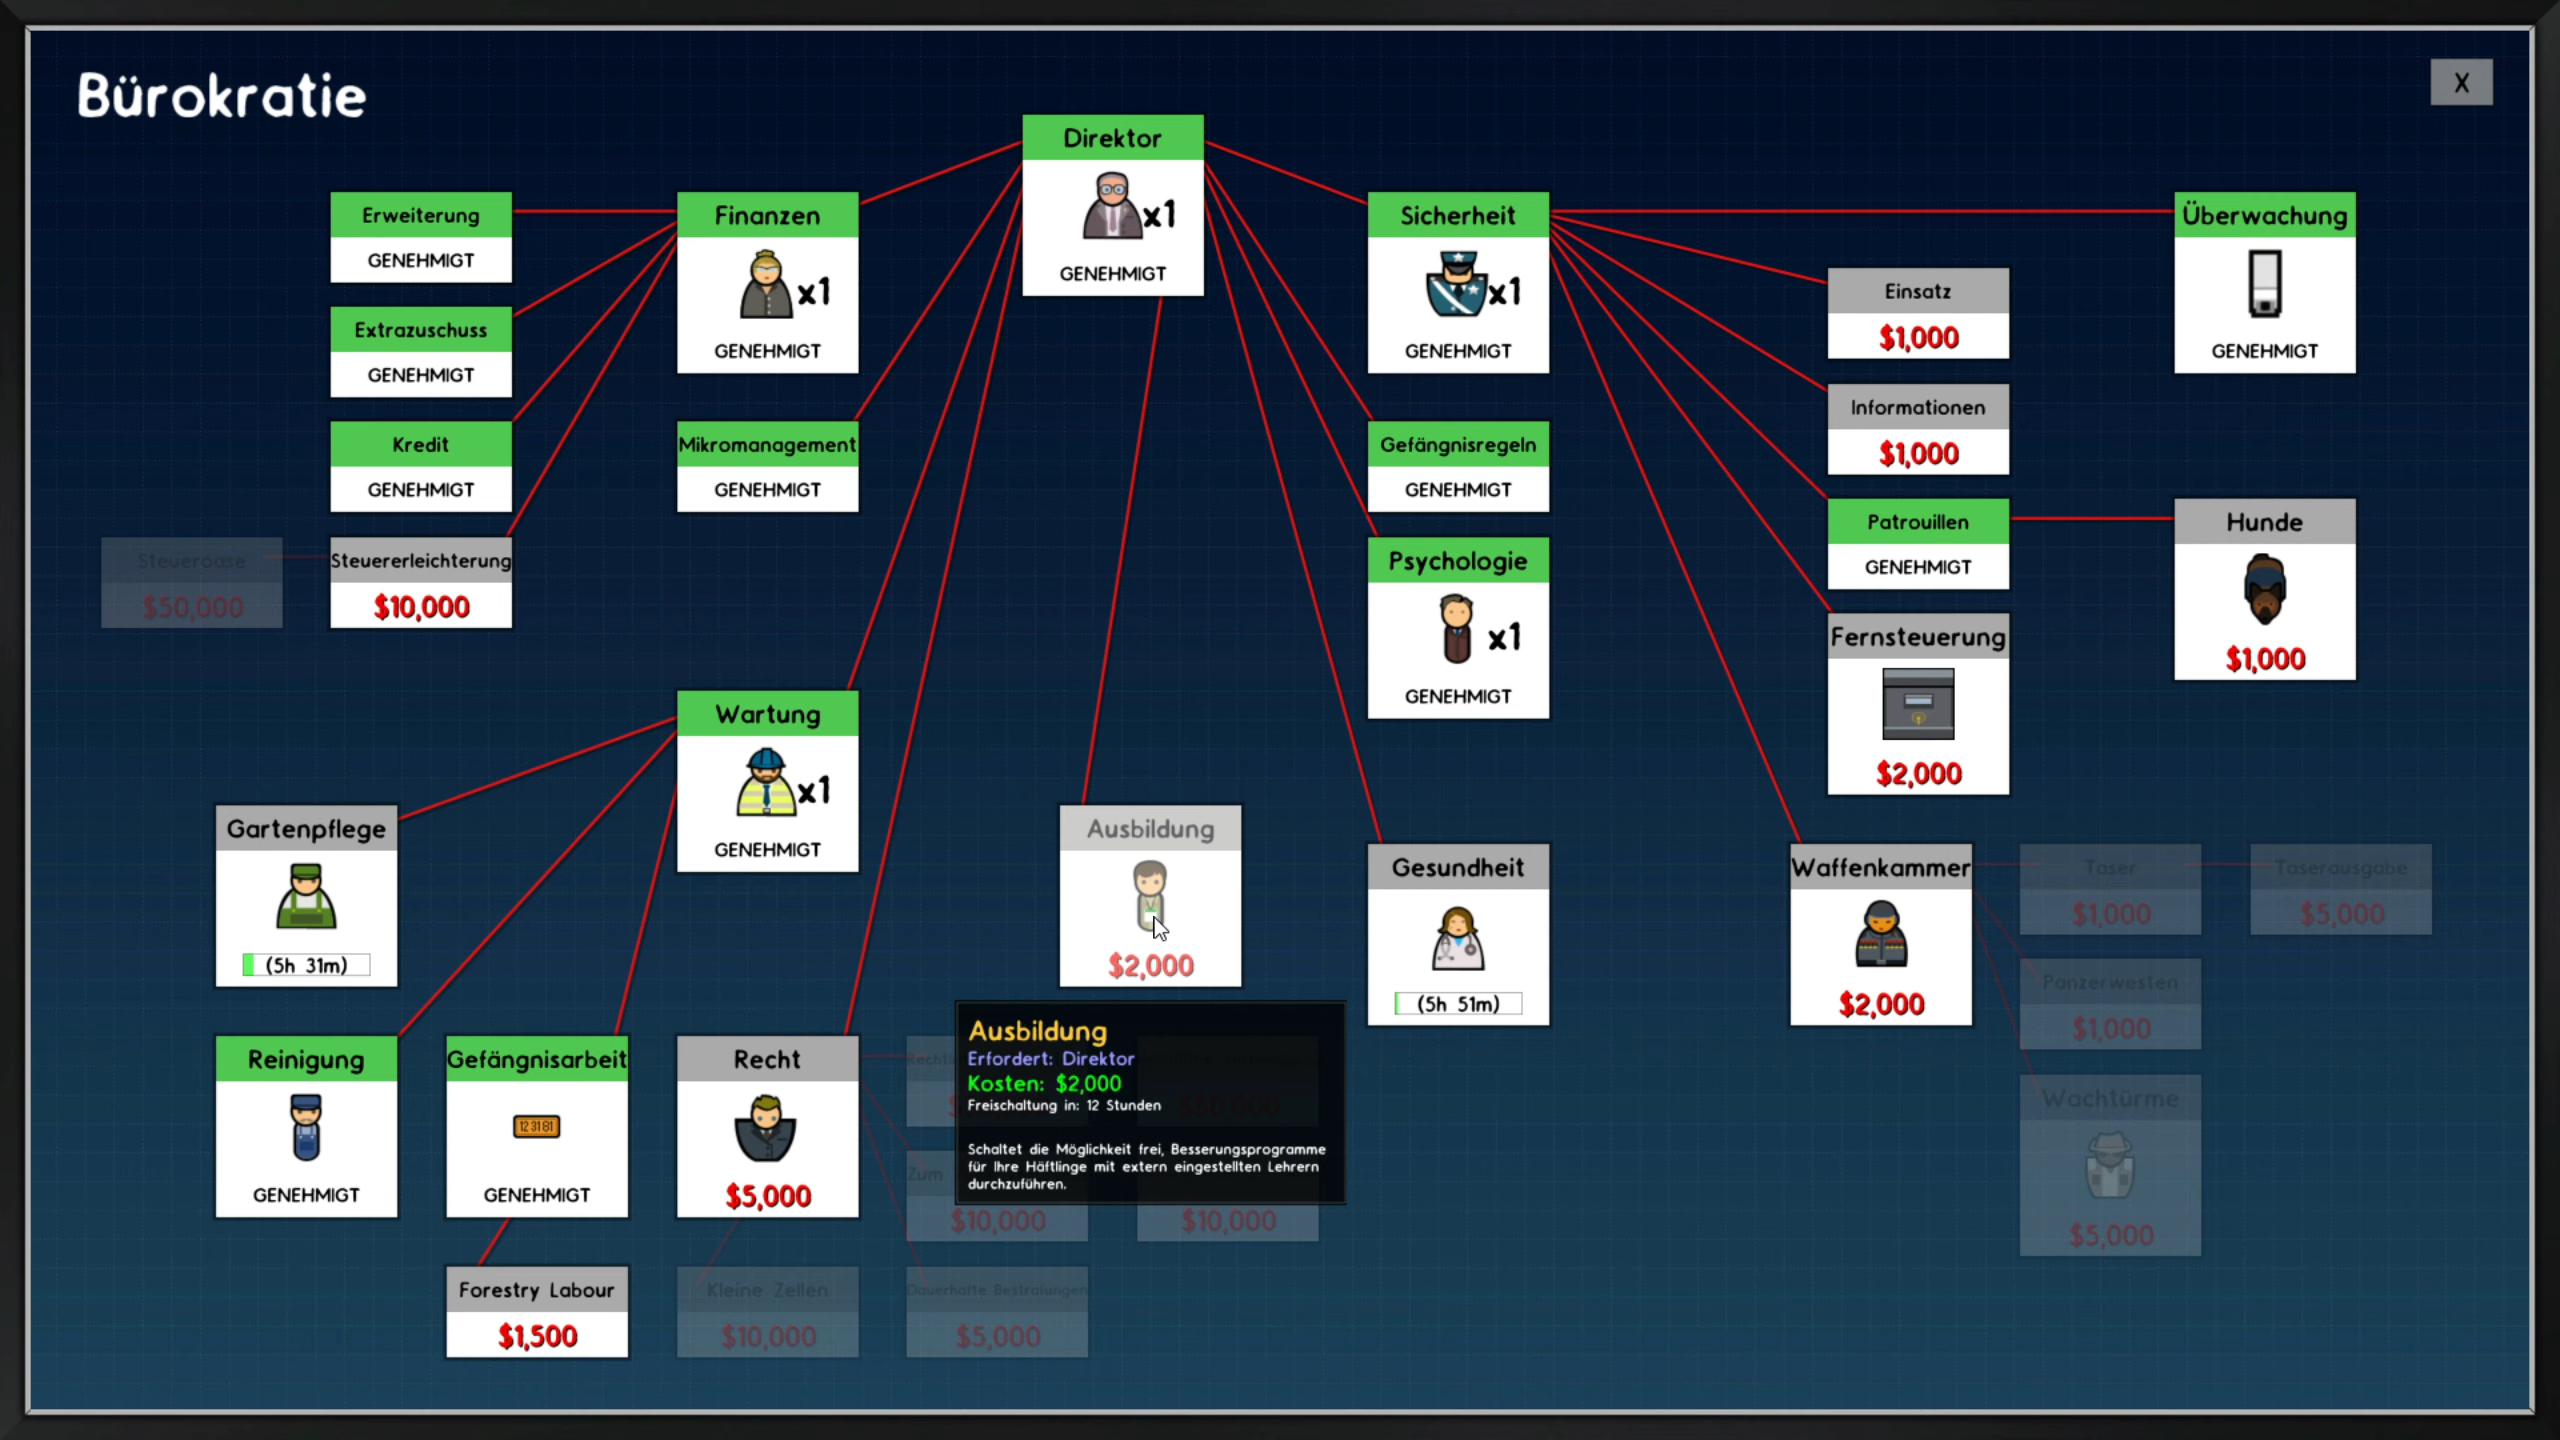 Bürokratie
X
Direktor
x1
GENEHMIGT
Erweiterung
GENEHMIGT
Finanzen
x1
GENEHMIGT
Sicherheit
x1
GENEHMIGT
Überwachung
GENEHMIGT
Einsatz
$1,000
Extrazuschuss
GENEHMIGT
Informationen
$1,000
Kredit
GENEHMIGT
Mikromanagement
GENEHMIGT
Gefängnisregeln
GENEHMIGT
Patrouillen
GENEHMIGT
Hunde
$1,000
Steueroase
$50,000
Steuererleichterung
$10,000
Psychologie
x1
GENEHMIGT
Fernsteuerung
$2,000
Wartung
x1
GENEHMIGT
Gartenpflege
(5h 31m)
Ausbildung
$2,000
Gesundheit
(5h 51m)
Waffenkammer
$2,000
Taser
$1,000
Taserausgabe
$5,000
Panzerwesten
$1,000
Wachtürme
$5,000
Reinigung
GENEHMIGT
Gefängnisarbeit
12 31 81
GENEHMIGT
Recht
$5,000
Ausbildung
Erfordert: Direktor
Kosten: $2,000
Freischaltung in: 12 Stunden
Schaltet die Möglichkeit frei, Besserungsprogramme
für Ihre Häftlinge mit extern eingestellten Lehrern
durchzuführen.
Zum
$10,000
$10,000
Forestry Labour
$1,500
Kleine Zellen
$10,000
Dauerhafte Bestralungen
$5,000